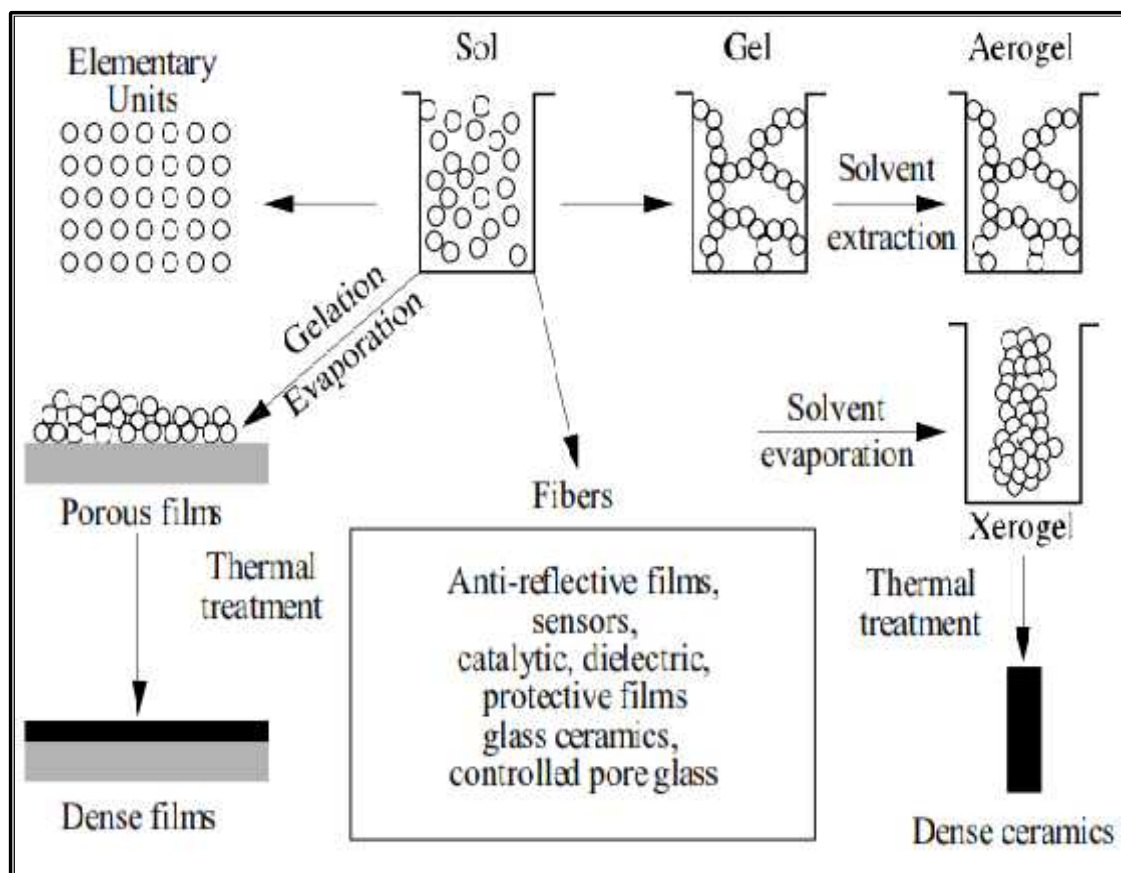 Elementary
Units
Sol
Gel
Aerogel
Solvent
extraction
Gelation
Evaporation
Solvent
evaporation
Porous films
Fibers
Xerogel
Thermal
treatment
Anti-reflective films,
sensors,
catalytic, dielectric,
protective films
glass ceramics,
controlled pore glass
Thermal
treatment
Dense films
Dense ceramics